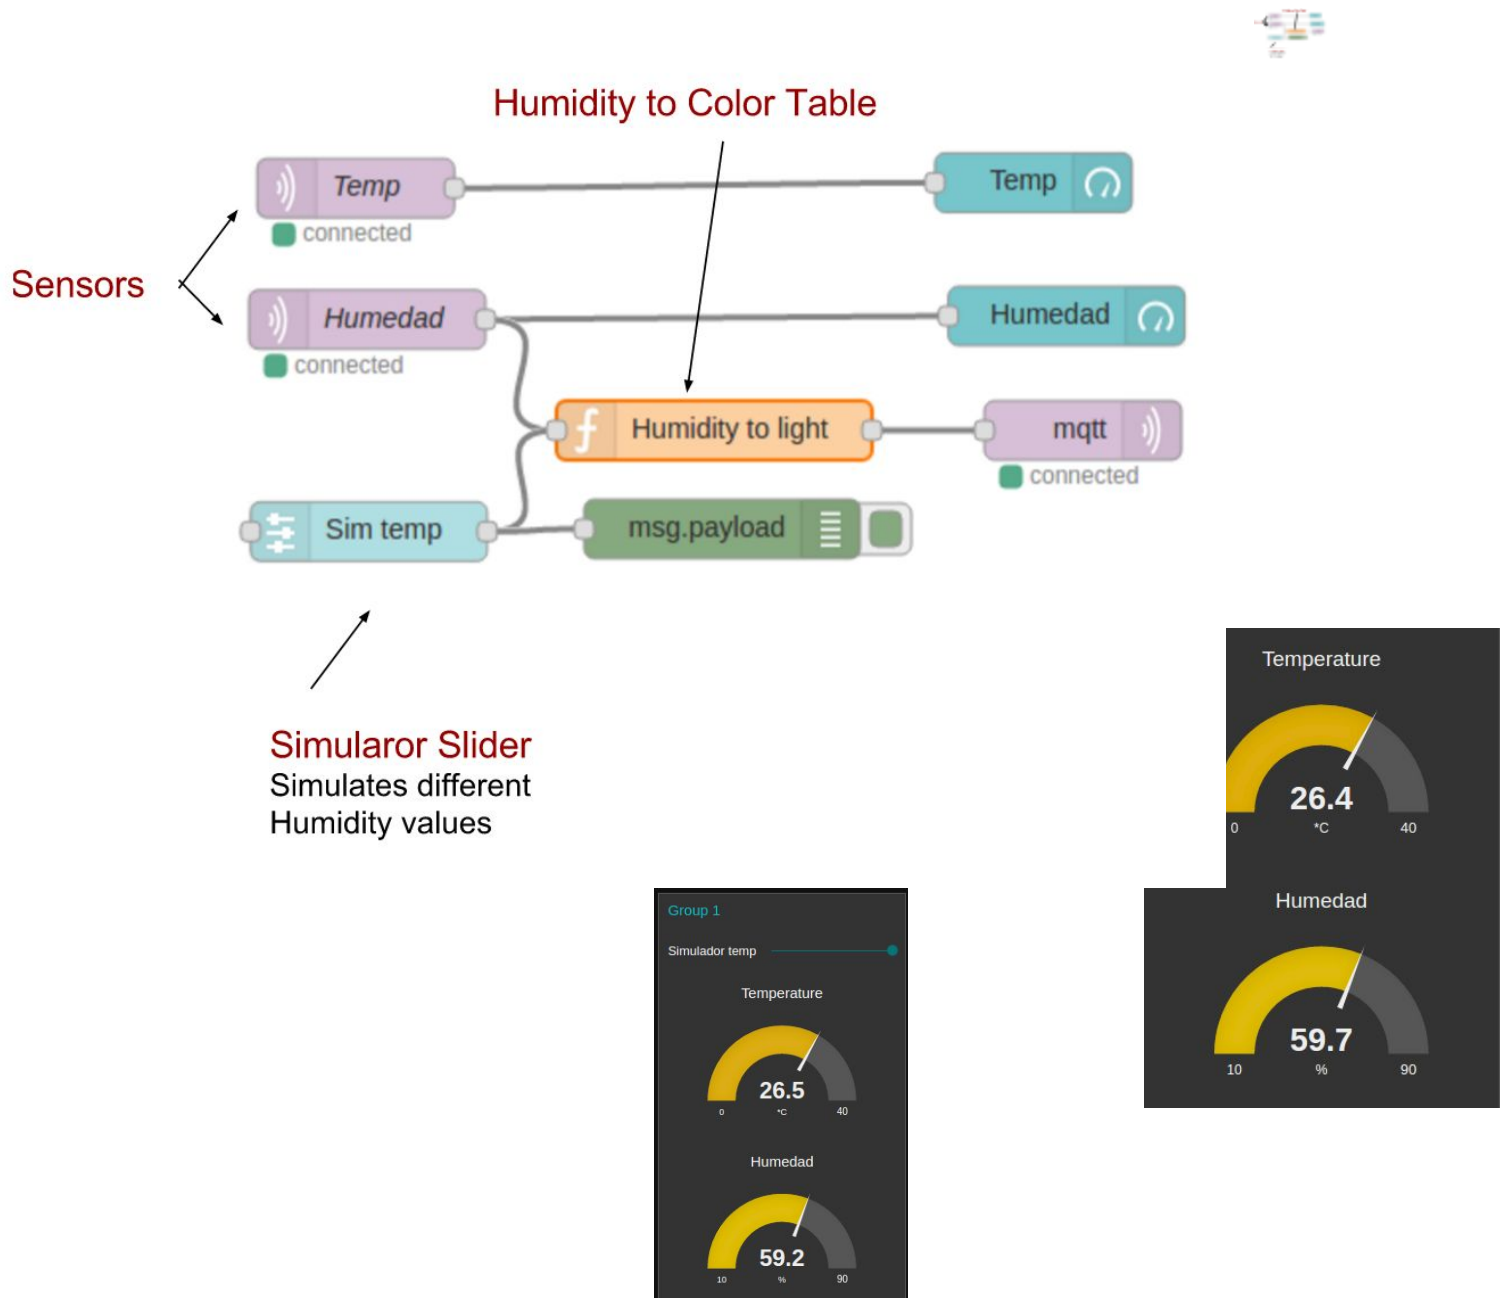 Humidity to Color Table
Temp
Temp
connected
Sensors
Humedad
Humedad
connected
Humidity to light
mqtt
connected
Sim temp
msg.payload
Simularor Slider
Simulates different
Humidity values
Temperature
26.4
0
*C
40
Humedad
59.7
10
%
90
Group 1
Simulador temp
Temperature
26.5
0
*C
40
Humedad
59.2
10
%
90